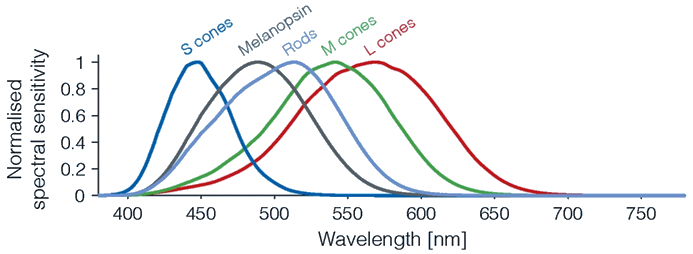 S cones
Melanopsin
Rods
M cones
L cones
Normalised
spectral sensitivity
1
0.8
0.6
0.4
0.2
0
400 450 500 550 600 650 700 750
Wavelength [nm]